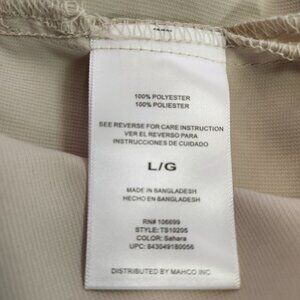 100% POLYESTER
100% POLIESTER
SEE REVERSE FOR CARE INSTRUCTION
VER EL REVERSO PARA
INSTRUCCIONES DE CUIDADO
L/G
MADE IN BANGLADESH
HECHO EN BANGLADESH
RN# 106699
STYLE: TS10205
COLOR: Sahara
UPC: 843049180056
DISTRIBUTED BY MAHCO INC